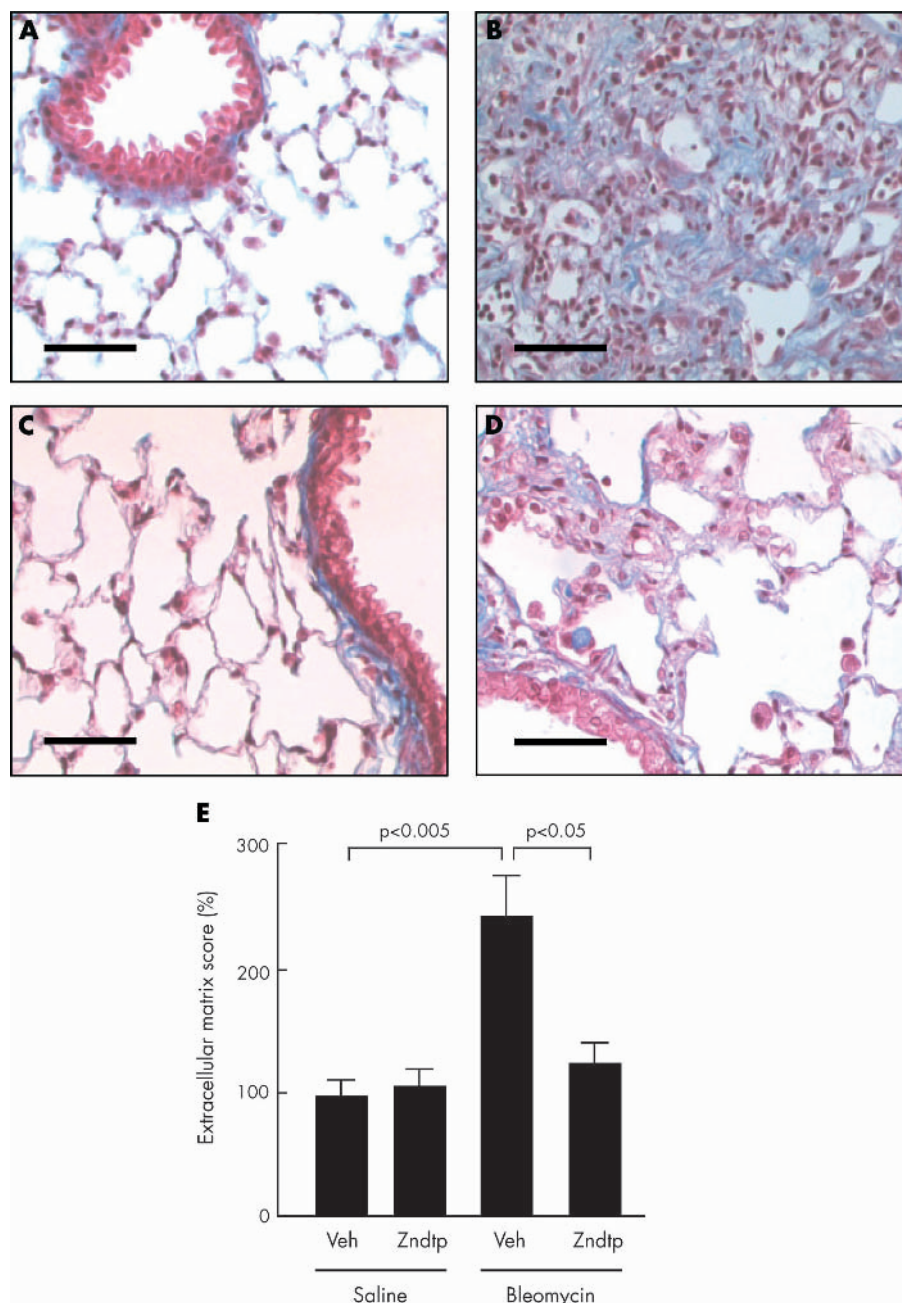 A
B
C
D
E
p<0.005
p<0.05
300
200
100
0
Extracellular matrix score (%)
Veh
Zndtp
Veh
Zndtp
Saline
Bleomycin